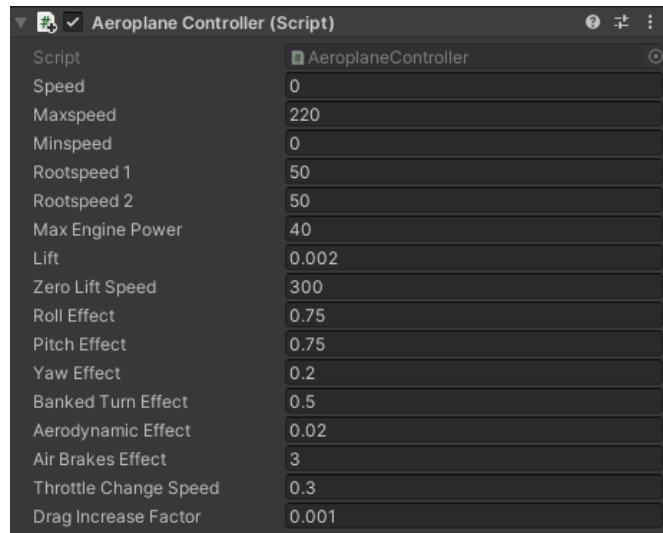 Aeroplane Controller (Script)
Script AeroplaneController
Speed 0
Maxspeed 220
Minspeed 0
Rootspeed 1 50
Rootspeed 2 50
Max Engine Power 40
Lift 0.002
Zero Lift Speed 300
Roll Effect 0.75
Pitch Effect 0.75
Yaw Effect 0.2
Banked Turn Effect 0.5
Aerodynamic Effect 0.02
Air Brakes Effect 3
Throttle Change Speed 0.3
Drag Increase Factor 0.001